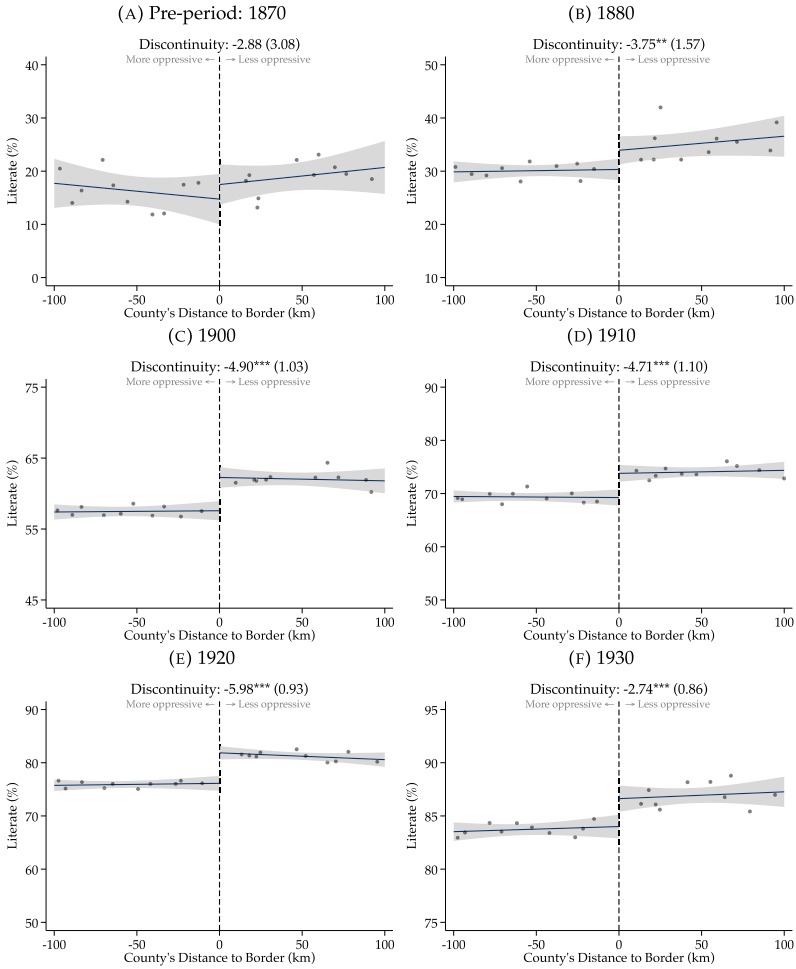 (A) Pre-period: 1870
Discontinuity: -2.88 (3.08)
More oppressive ← → Less oppressive
Literate (%)
40
30
20
10
0
-100 -50 0 50 100
County's Distance to Border (km)
(B) 1880
Discontinuity: -3.75** (1.57)
More oppressive ← → Less oppressive
Literate (%)
50
40
30
20
10
-100 -50 0 50 100
County's Distance to Border (km)
(C) 1900
Discontinuity: -4.90*** (1.03)
More oppressive ← → Less oppressive
Literate (%)
75
65
55
45
-100 -50 0 50 100
County's Distance to Border (km)
(D) 1910
Discontinuity: -4.71*** (1.10)
More oppressive ← → Less oppressive
Literate (%)
90
80
70
60
50
-100 -50 0 50 100
County's Distance to Border (km)
(E) 1920
Discontinuity: -5.98*** (0.93)
More oppressive ← → Less oppressive
Literate (%)
90
80
70
60
50
-100 -50 0 50 100
County's Distance to Border (km)
(F) 1930
Discontinuity: -2.74*** (0.86)
More oppressive ← → Less oppressive
Literate (%)
95
90
85
80
75
-100 -50 0 50 100
County's Distance to Border (km)